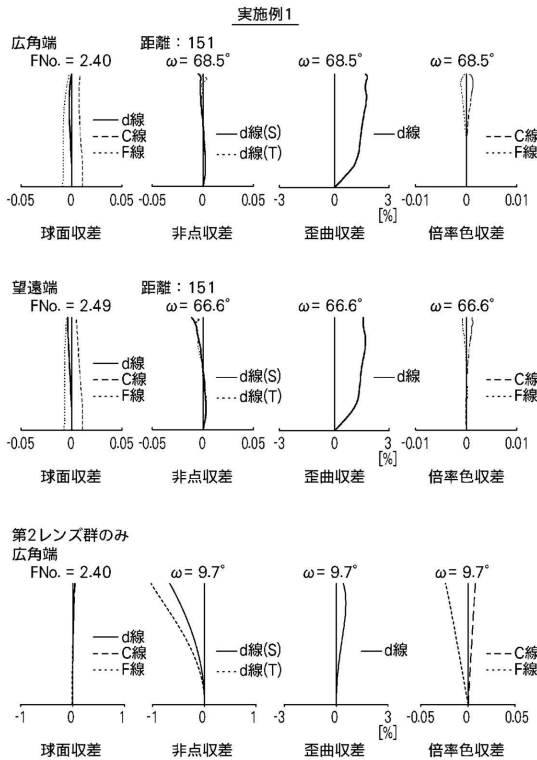 実施例1
広角端 距離：151
FNo. = 2.40 ω= 68.5° ω= 68.5° ω= 68.5°
d線
C線
F線
d線(S)
d線(T)
d線
C線
F線
-0.05 0 0.05 -0.05 0 0.05 -3 0 3 -0.01 0 0.01
[%]
球面収差 非点収差 歪曲収差 倍率色収差
望遠端 距離：151
FNo. = 2.49 ω= 66.6° ω= 66.6° ω= 66.6°
d線
C線
F線
d線(S)
d線(T)
d線
C線
F線
-0.05 0 0.05 -0.05 0 0.05 -3 0 3 -0.01 0 0.01
[%]
球面収差 非点収差 歪曲収差 倍率色収差
第2レンズ群のみ
広角端
FNo. = 2.40 ω= 9.7° ω= 9.7° ω= 9.7°
d線
C線
F線
d線(S)
d線(T)
d線
C線
F線
-1 0 1 -1 0 1 -3 0 3 -0.05 0 0.05
[%]
球面収差 非点収差 歪曲収差 倍率色収差